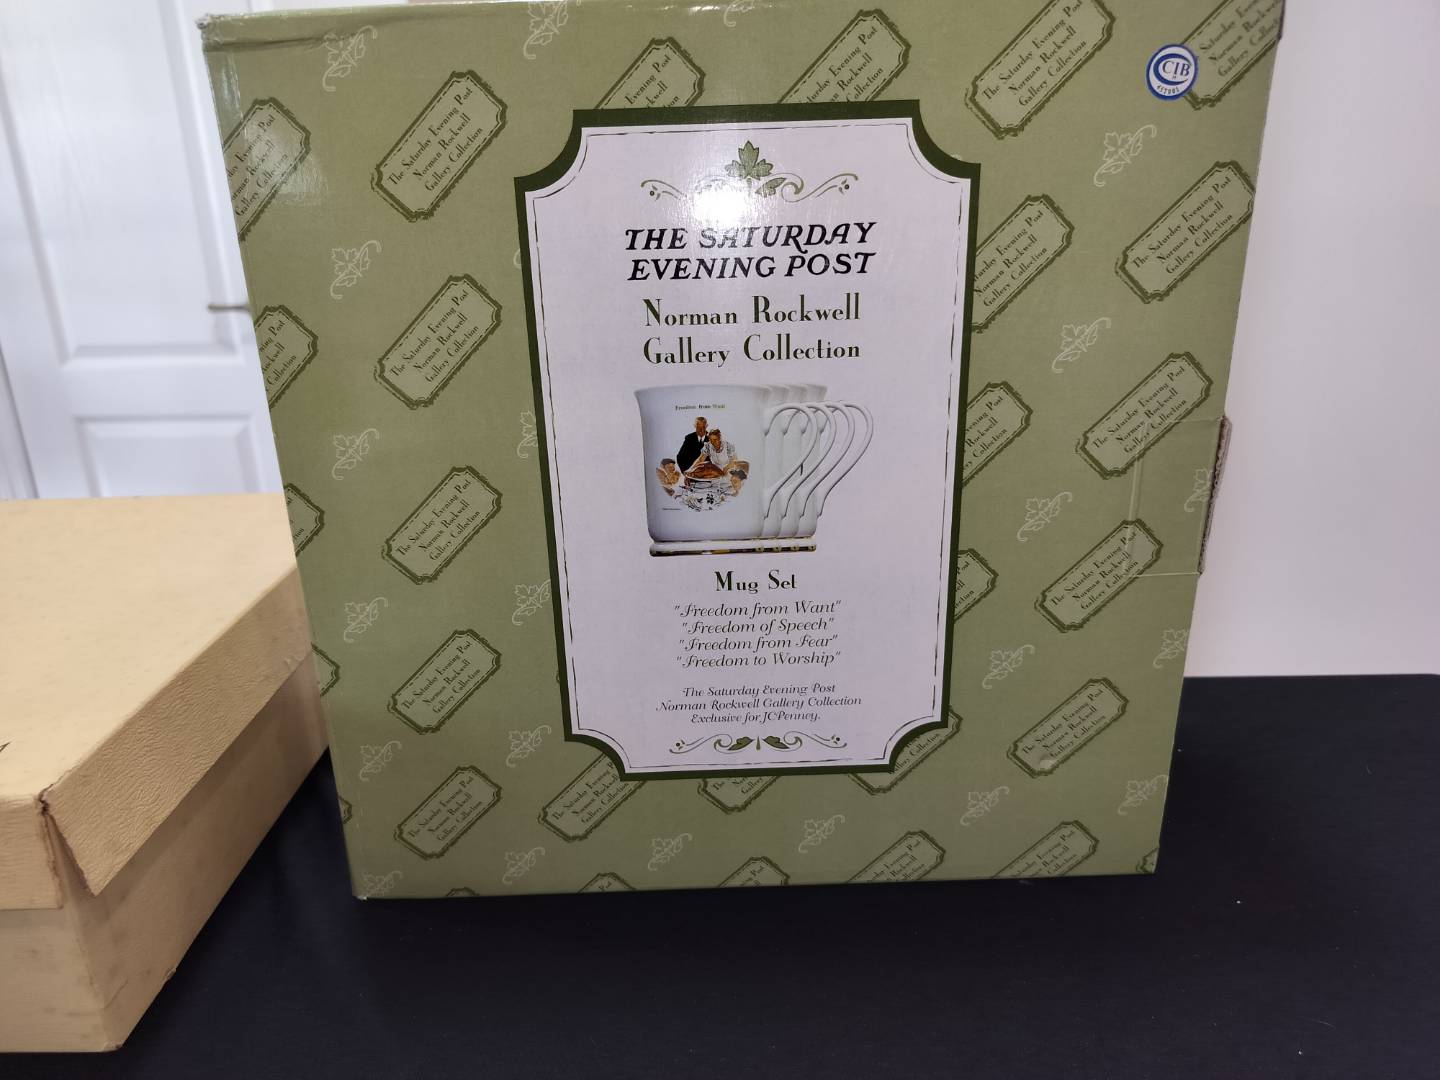 THE SATURDAY
EVENING POST
Norman Rockwell
Gallery Collection
Freedom from Want
Mug Set
"Freedom from Want"
"Freedom of Speech"
"Freedom from Fear"
"Freedom to Worship"
The Saturday Evening Post
Norman Rockwell Gallery Collection
Exclusive for JCPenney.
CIB
The Saturday Evening Post
Norman Rockwell
Gallery Collection